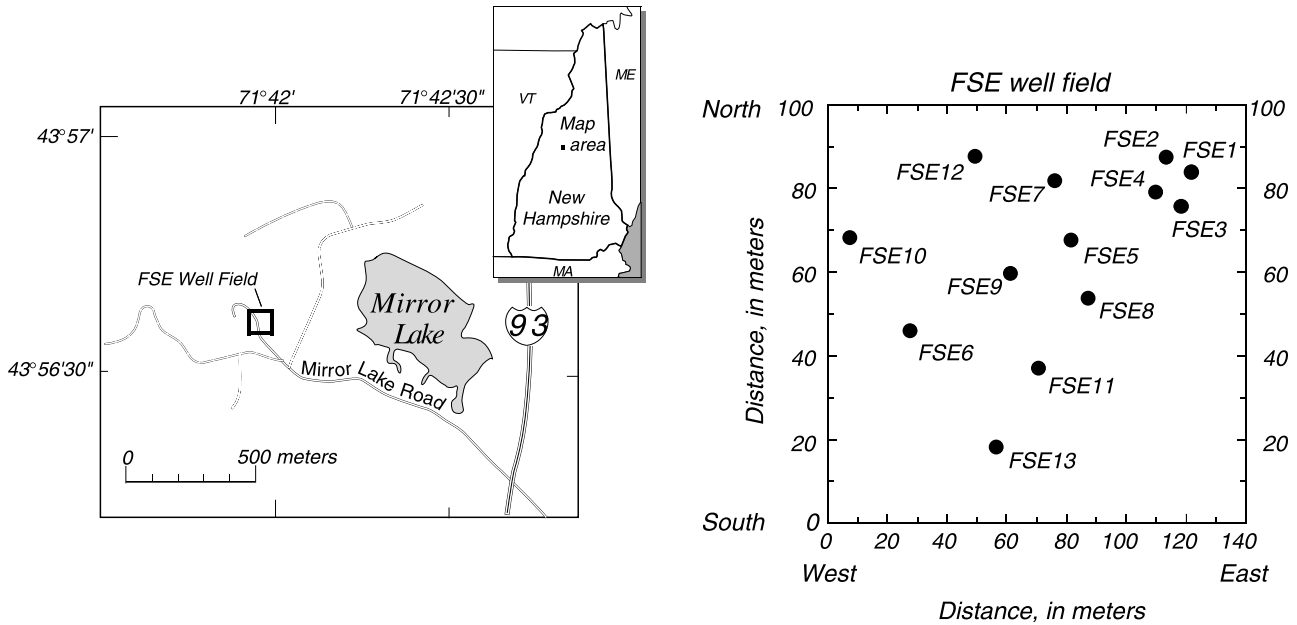 71°42'
71°42'30"
43°57'
43°56'30"
VT
ME
Map
area
New
Hampshire
MA
FSE Well Field
Mirror
Lake
93
Mirror Lake Road
0
500 meters
FSE well field
North
100
80
60
40
20
0
South
Distance, in meters
100
80
60
40
20
FSE2
FSE1
FSE12
FSE7
FSE4
FSE3
FSE10
FSE5
FSE9
FSE8
FSE6
FSE11
FSE13
0 20 40 60 80 100 120 140
West
East
Distance, in meters